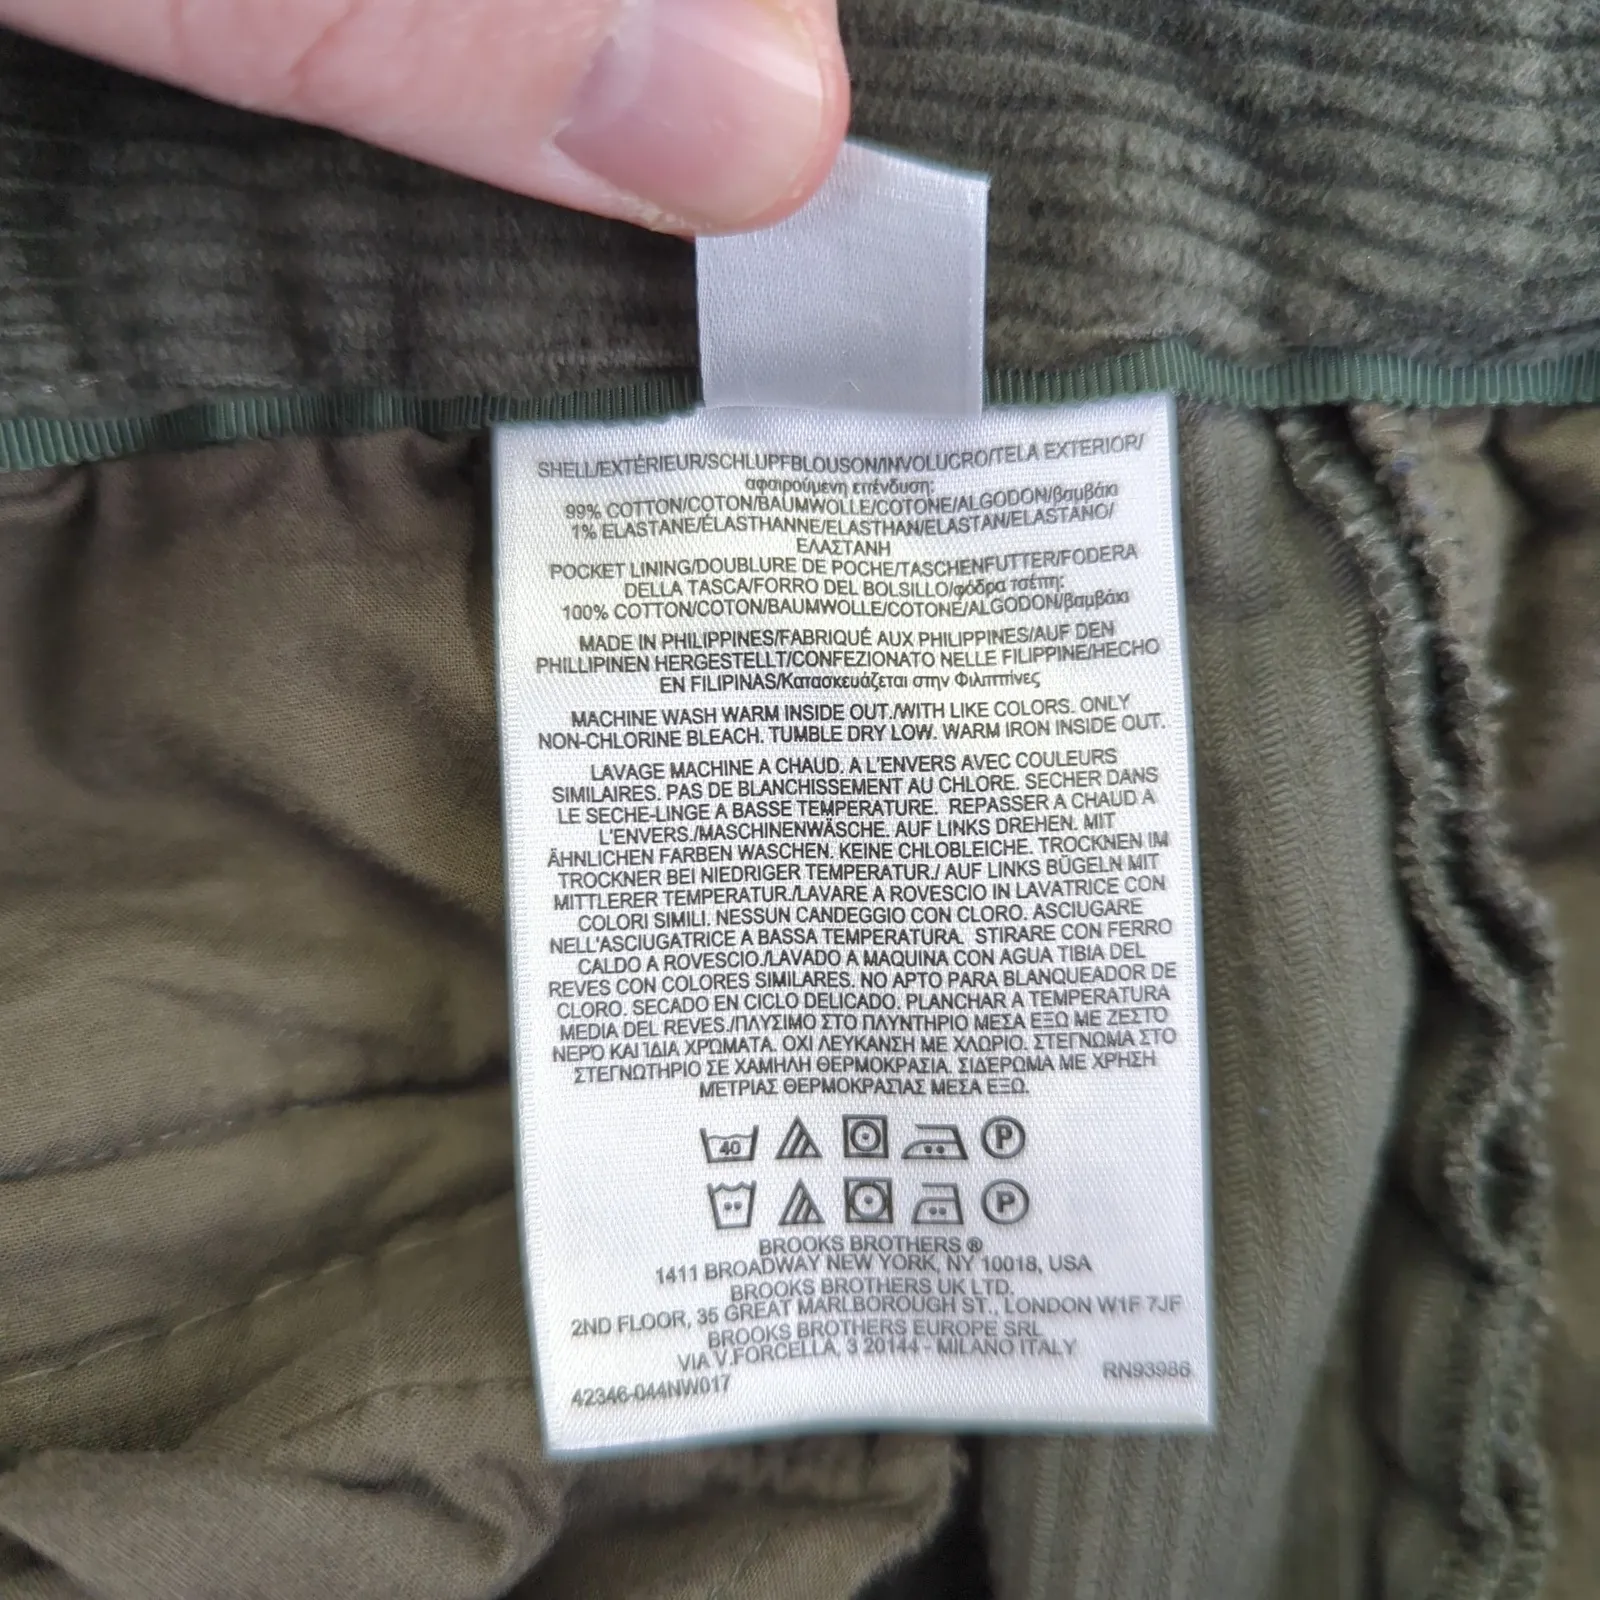 SHELL/EXTÉRIEUR/SCHLUPFBLOUSON/INVOLUCRO/TELA EXTERIOR/
αφαιρούμενη επένδυση:
99% COTTON/COTON/BAUMWOLLE/COTONE/ALGODON/βαμβάκι
1% ELASTANE/ÉLASTHANNE/ELASTHAN/ELASTAN/ELASTANO/
ΕΛΑΣΤΑΝΗ
POCKET LINING/DOUBLURE DE POCHE/TASCHENFUTTER/FODERA
DELLA TASCA/FORRO DEL BOLSILLO/φόδρα τσέπη:
100% COTTON/COTON/BAUMWOLLE/COTONE/ALGODON/βαμβάκι
MADE IN PHILIPPINES/FABRIQUÉ AUX PHILIPPINES/AUF DEN
PHILLIPINEN HERGESTELLT/CONFEZIONATO NELLE FILIPPINE/HECHO
EN FILIPINAS/Κατασκευάζεται στην Φιλππίνες
MACHINE WASH WARM INSIDE OUT./WITH LIKE COLORS. ONLY
NON-CHLORINE BLEACH. TUMBLE DRY LOW. WARM IRON INSIDE OUT.
LAVAGE MACHINE A CHAUD, A L'ENVERS AVEC COULEURS
SIMILAIRES. PAS DE BLANCHISSEMENT AU CHLORE. SECHER DANS
LE SECHE-LINGE A BASSE TEMPERATURE. REPASSER A CHAUD A
L'ENVERS./MASCHINENWÄSCHE. AUF LINKS DREHEN. MIT
ÄHNLICHEN FARBEN WASCHEN. KEINE CHLOBLEICHE. TROCKNEN IM
TROCKNER BEI NIEDRIGER TEMPERATUR./ AUF LINKS BÜGELN MIT
MITTLERER TEMPERATUR./LAVARE A ROVESCIO IN LAVATRICE CON
COLORI SIMILI. NESSUN CANDEGGIO CON CLORO. ASCIUGARE
NELL'ASCIUGATRICE A BASSA TEMPERATURA. STIRARE CON FERRO
CALDO A ROVESCIO./LAVADO A MAQUINA CON AGUA TIBIA DEL
REVES CON COLORES SIMILARES. NO APTO PARA BLANQUEADOR DE
CLORO. SECADO EN CICLO DELICADO. PLANCHAR A TEMPERATURA
MEDIA DEL REVES./ΠΛΥΣΙΜΟ ΣΤΟ ΠΛΥΝΤΗΡΙΟ ΜΕΣΑ ΕΞΩ ΜΕ ΖΕΣΤΟ
ΝΕΡΌ ΚΑΙ ΊΔΙΑ ΧΡΏΜΑΤΑ. ΟΧΙ ΛΕΥΚΑΝΣΗ ΜΕ ΧΛΩΡΙΟ. ΣΤΕΓΝΩΜΑ ΣΤΟ
ΣΤΕΓΝΩΤΗΡΙΟ ΣΕ ΧΑΜΗΛΗ ΘΕΡΜΟΚΡΑΣΙΑ. ΣΙΔΕΡΩΜΑ ΜΕ ΧΡΗΣΗ
ΜΕΤΡΙΑΣ ΘΕΡΜΟΚΡΑΣΊΑΣ ΜΕΣΑ ΕΞΩ.
40 P
P
BROOKS BROTHERS ®
1411 BROADWAY NEW YORK, NY 10018, USA
BROOKS BROTHERS UK LTD.
2ND FLOOR, 35 GREAT MARLBOROUGH ST., LONDON W1F 7JF
BROOKS BROTHERS EUROPE SRL
VIA V.FORCELLA, 3 20144 - MILANO ITALY
RN93986
42346-044NW017